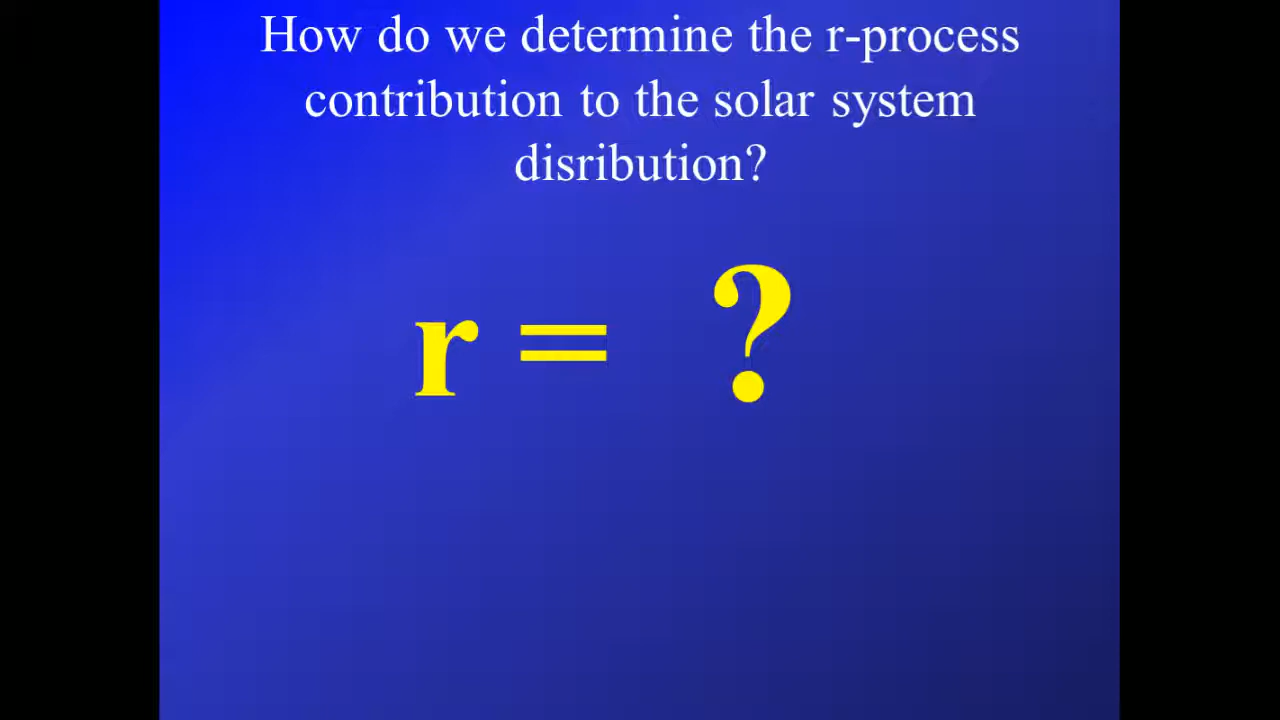 How do we determine the r-process
contribution to the solar system
disribution?
r = ?